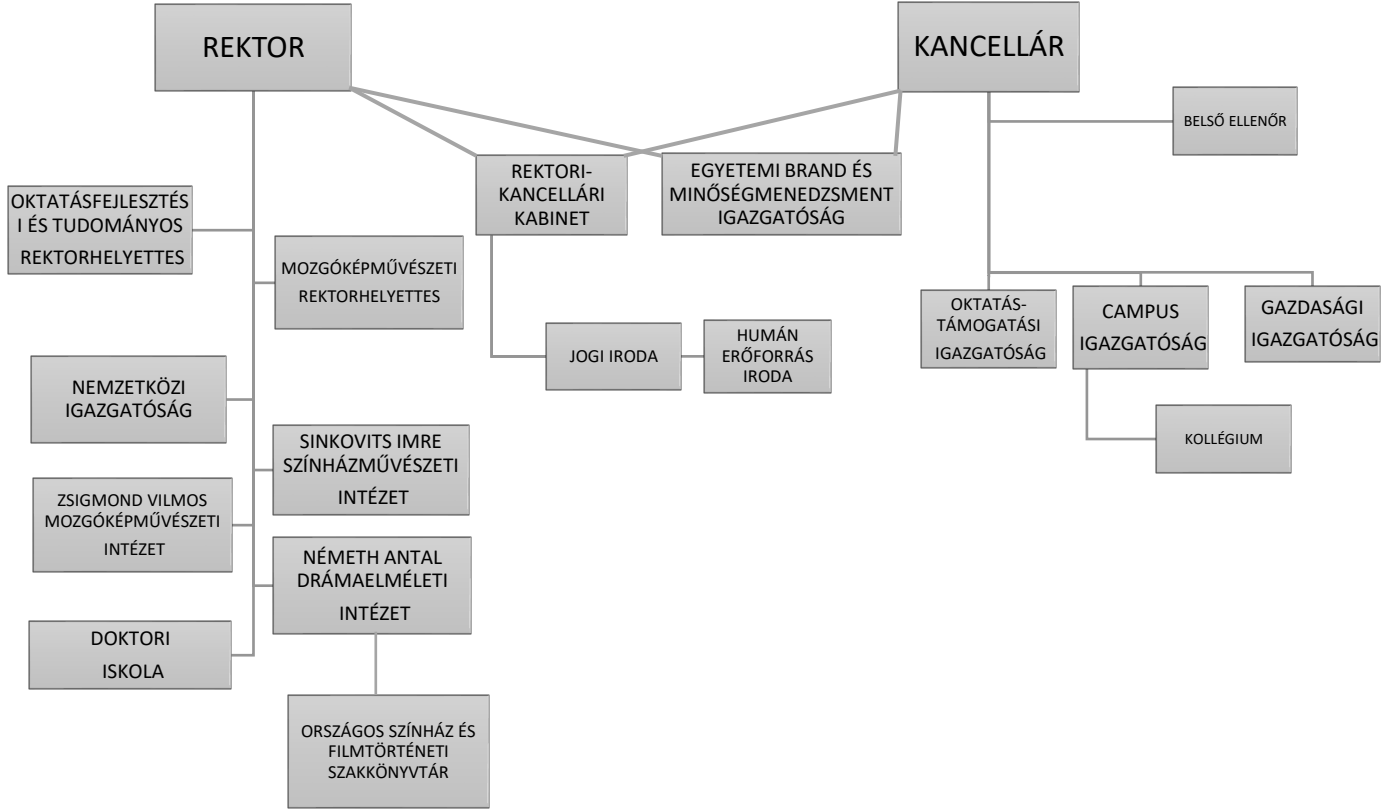 REKTOR
KANCELLÁR
BELSŐ ELLENŐR
REKTORI-
KANCELLÁRI
KABINET
EGYETEMI BRAND ÉS
MINŐSÉGMENEDZSMENT
IGAZGATÓSÁG
OKTATÁSFEJLESZTÉS
I ÉS TUDOMÁNYOS
REKTORHELYETTES
MOZGÓKÉPMŰVÉSZETI
REKTORHELYETTES
OKTATÁS-
TÁMOGATÁSI
IGAZGATÓSÁG
CAMPUS
IGAZGATÓSÁG
GAZDASÁGI
IGAZGATÓSÁG
JOGI IRODA
HUMÁN
ERŐFORRÁS
IRODA
NEMZETKÖZI
IGAZGATÓSÁG
KOLLÉGIUM
SINKOVITS IMRE
SZÍNHÁZMŰVÉSZETI
INTÉZET
ZSIGMOND VILMOS
MOZGÓKÉPMŰVÉSZETI
INTÉZET
NÉMETH ANTAL
DRÁMAELMÉLETI
INTÉZET
DOKTORI
ISKOLA
ORSZÁGOS SZÍNHÁZ ÉS
FILMTÖRTÉNETI
SZAKKÖNYVTÁR